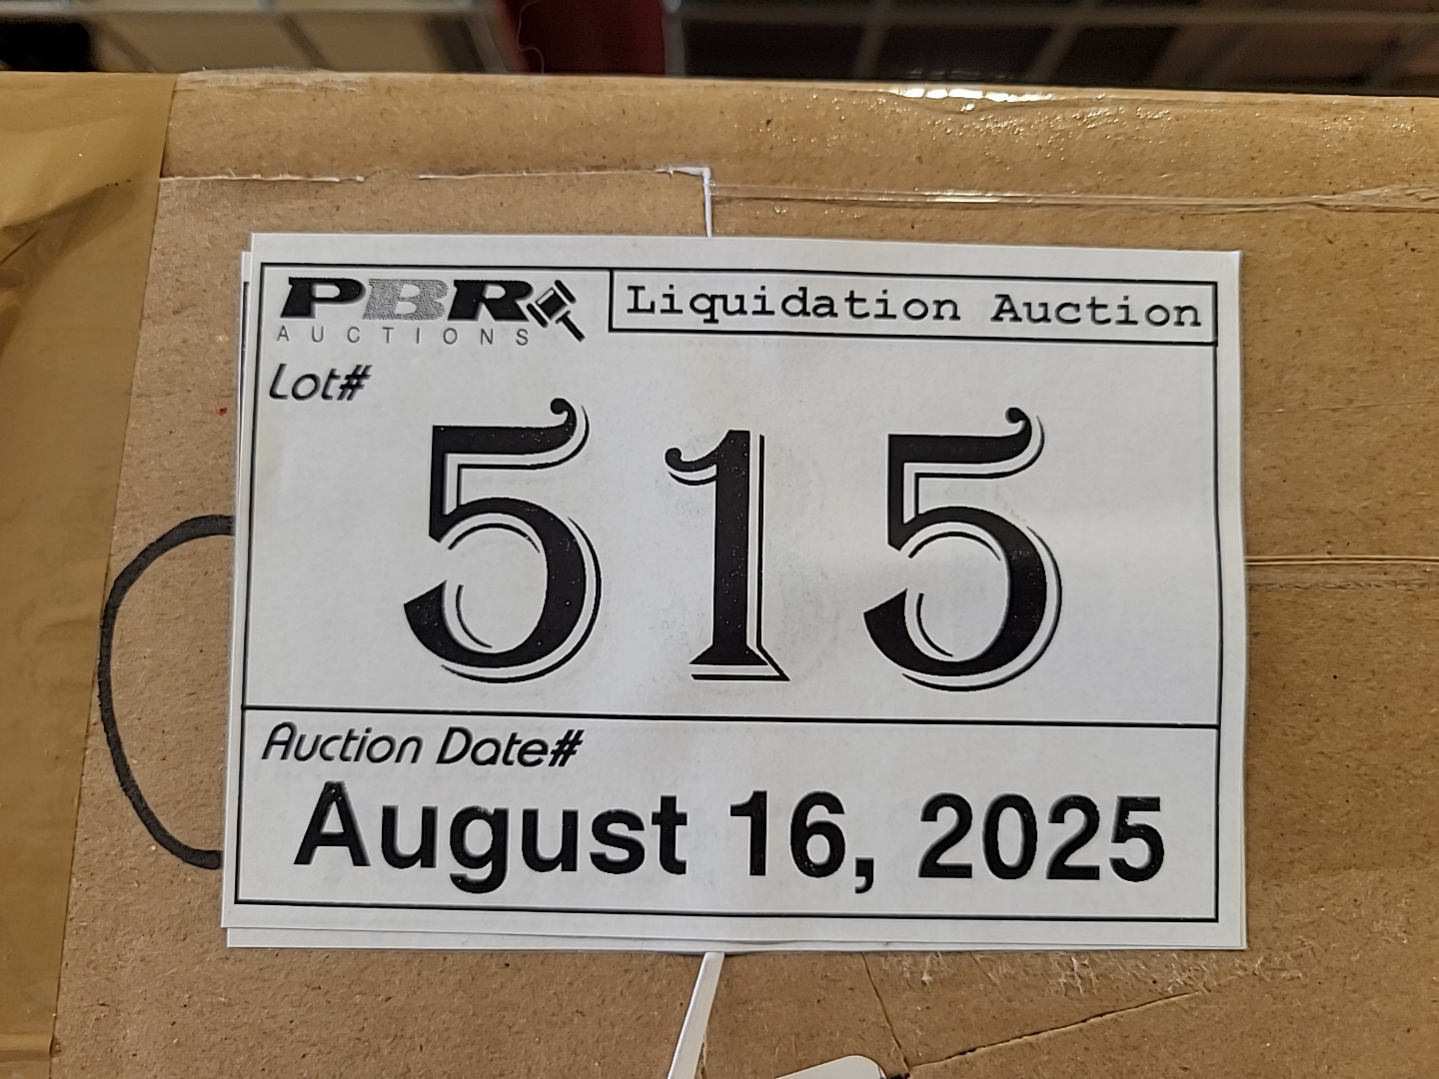 PBR
AUCTIONS
Liquidation Auction
Lot#
515
Auction Date#
August 16, 2025